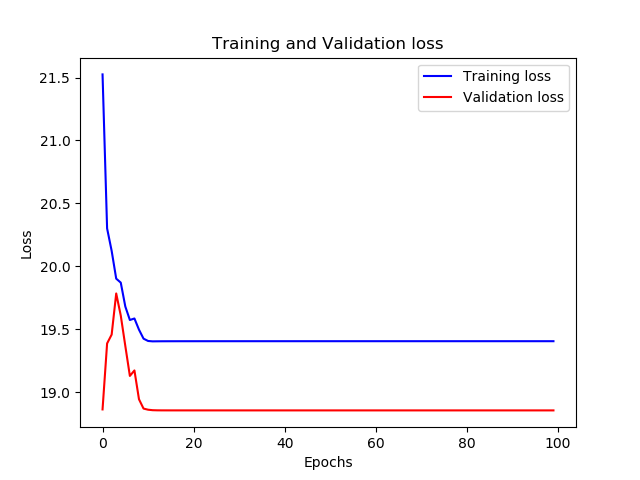 Training and Validation loss
Training loss
Validation loss
21.5
21.0
20.5
20.0
19.5
19.0
Loss
0 20 40 60 80 100
Epochs